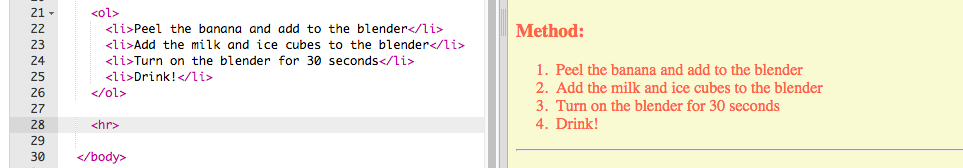 21 <ol>
22 <li>Peel the banana and add to the blender</li>
23 <li>Add the milk and ice cubes to the blender</li>
24 <li>Turn on the blender for 30 seconds</li>
25 <li>Drink!</li>
26 </ol>
27
28 <hr>
29
30 </body>
Method:
1. Peel the banana and add to the blender
2. Add the milk and ice cubes to the blender
3. Turn on the blender for 30 seconds
4. Drink!